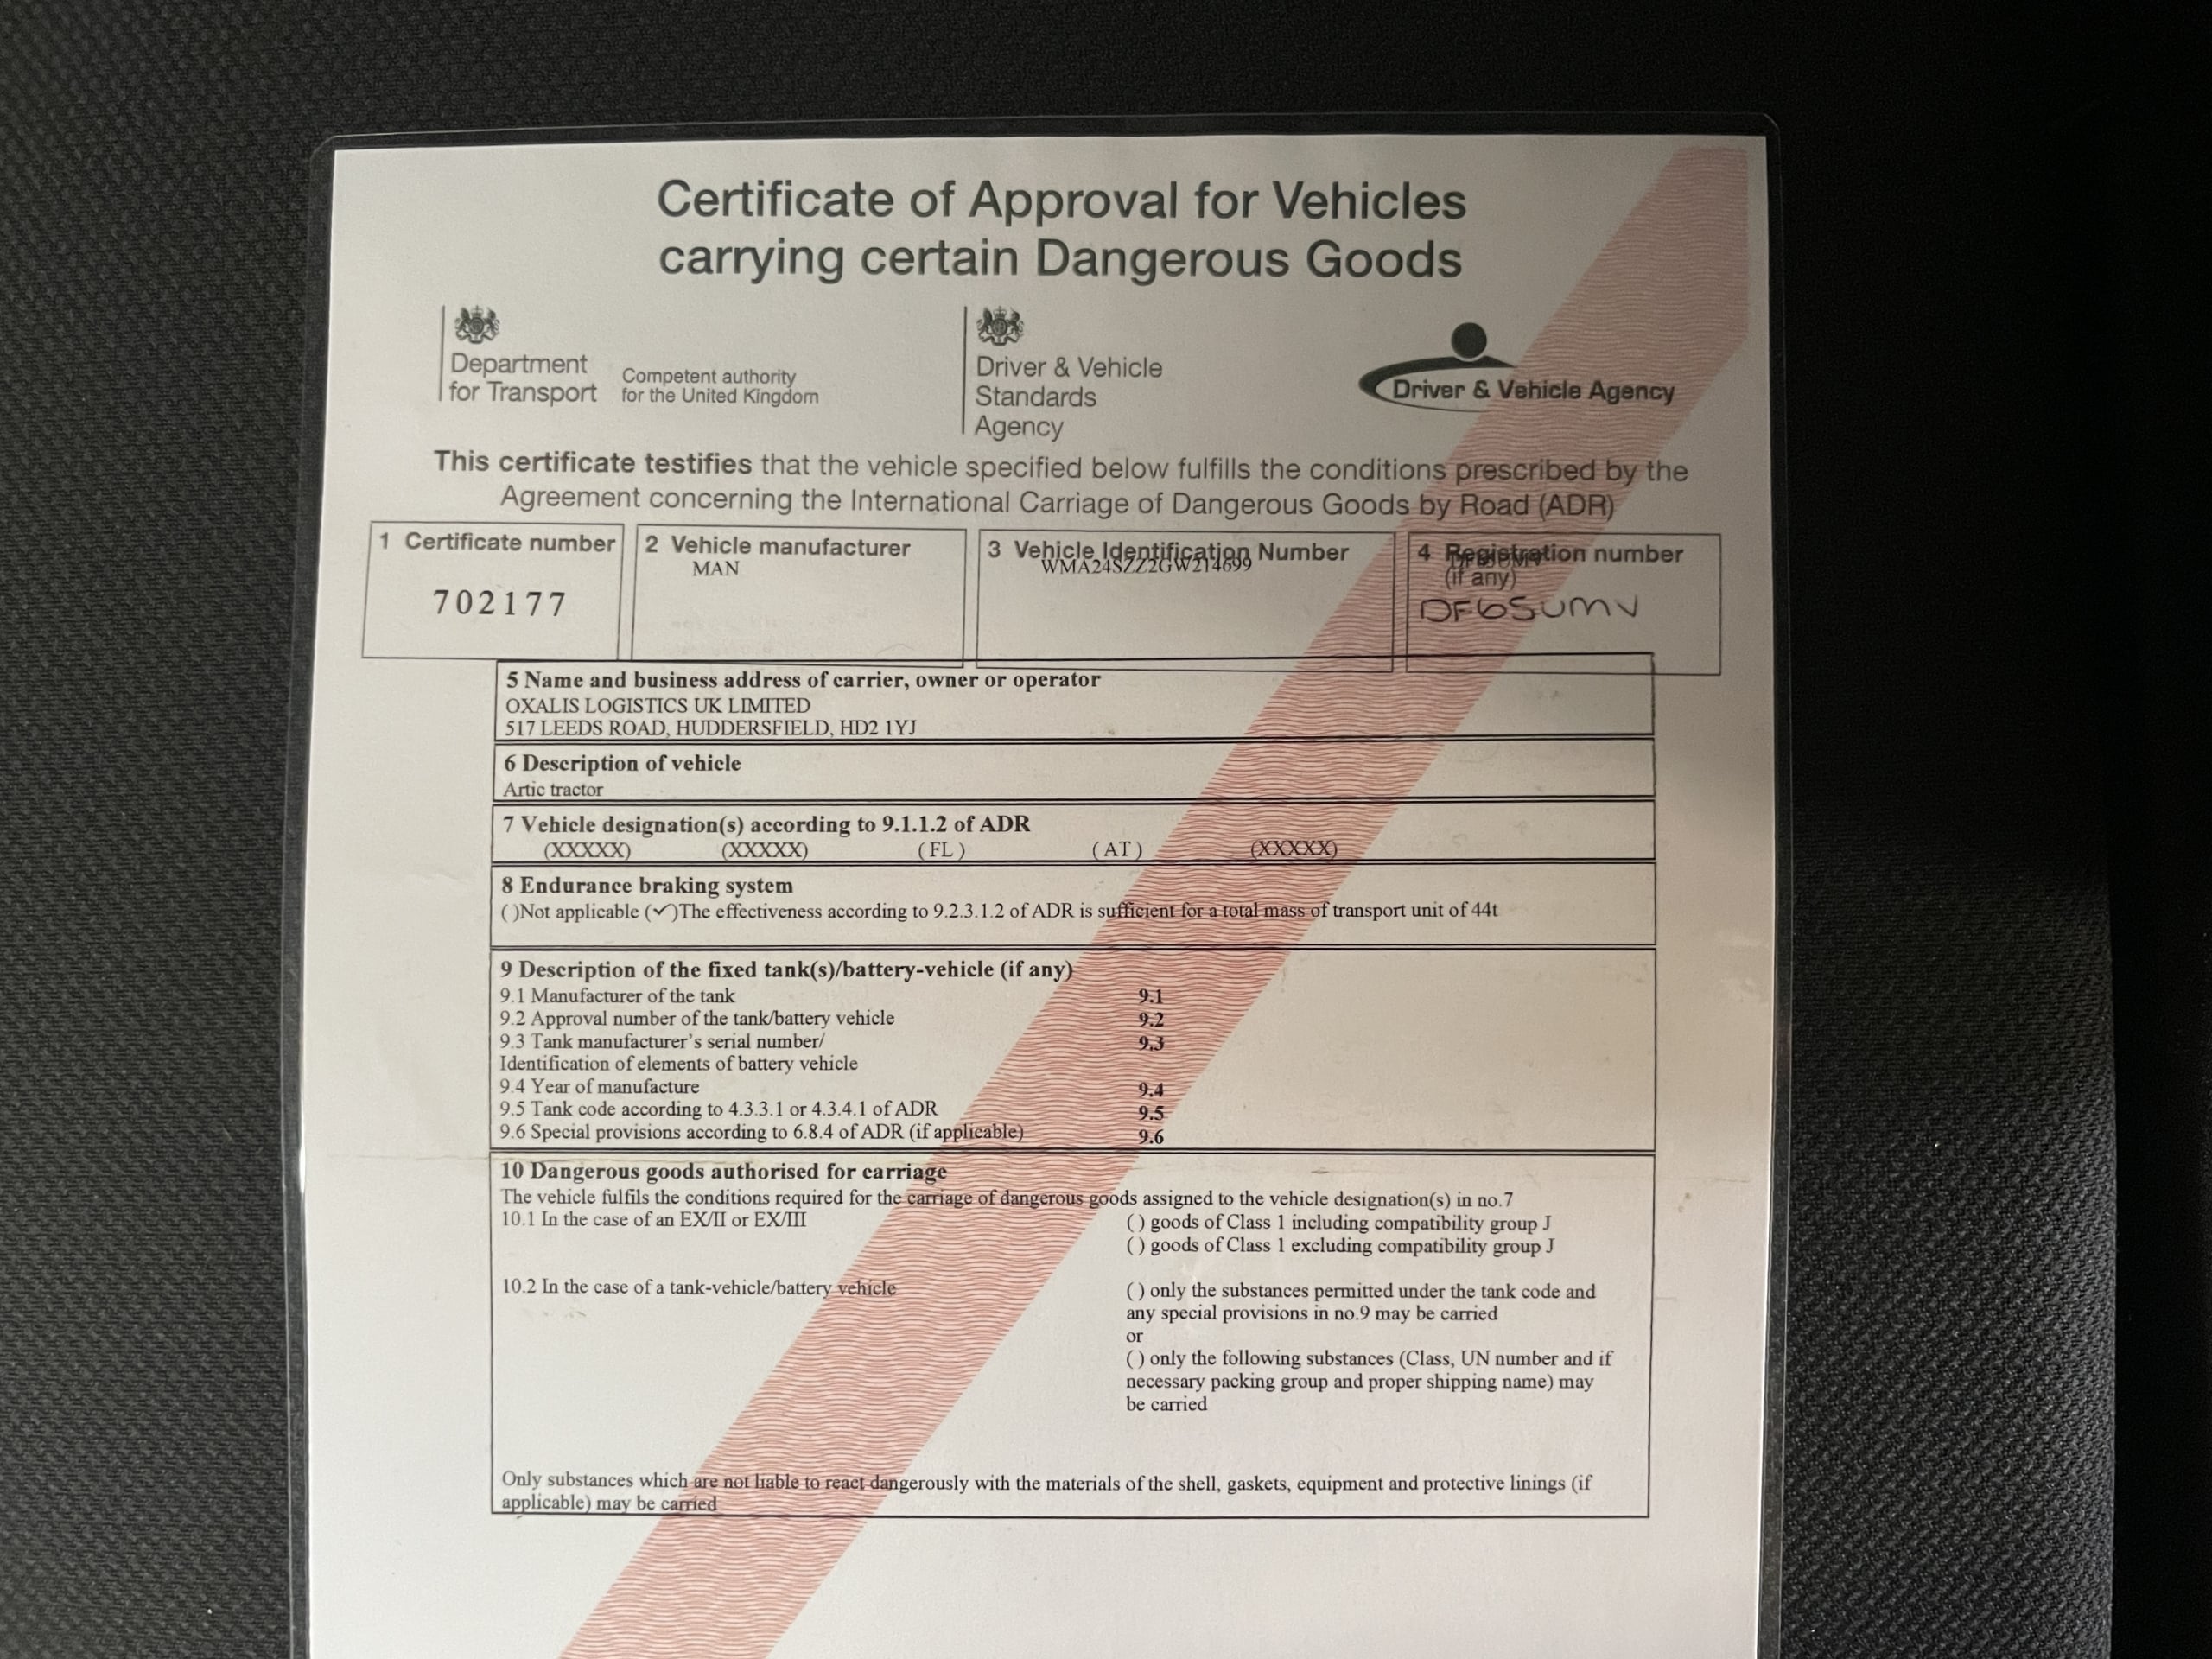 Certificate of Approval for Vehicles
carrying certain Dangerous Goods
Department
for Transport
Competent authority
for the United Kingdom
Driver & Vehicle
Standards
Agency
Driver & Vehicle Agency
This certificate testifies that the vehicle specified below fulfills the conditions prescribed by the
Agreement concerning the International Carriage of Dangerous Goods by Road (ADR)
1 Certificate number
702177
2 Vehicle manufacturer
MAN
3 Vehicle Identification Number
WMA24SZZ2GW214699
4 Registration number
(if any)
DF65UMV
5 Name and business address of carrier, owner or operator
OXALIS LOGISTICS UK LIMITED
517 LEEDS ROAD, HUDDERSFIELD, HD2 1YJ
6 Description of vehicle
Artic tractor
7 Vehicle designation(s) according to 9.1.1.2 of ADR
(XXXXX) (XXXXX) ( FL ) ( AT ) (XXXXX)
8 Endurance braking system
( )Not applicable (✓)The effectiveness according to 9.2.3.1.2 of ADR is sufficient for a total mass of transport unit of 44t
9 Description of the fixed tank(s)/battery-vehicle (if any)
9.1 Manufacturer of the tank 9.1
9.2 Approval number of the tank/battery vehicle 9.2
9.3 Tank manufacturer's serial number/ 9.3
Identification of elements of battery vehicle
9.4 Year of manufacture 9.4
9.5 Tank code according to 4.3.3.1 or 4.3.4.1 of ADR 9.5
9.6 Special provisions according to 6.8.4 of ADR (if applicable) 9.6
10 Dangerous goods authorised for carriage
The vehicle fulfils the conditions required for the carriage of dangerous goods assigned to the vehicle designation(s) in no.7
10.1 In the case of an EX/II or EX/III ( ) goods of Class 1 including compatibility group J
( ) goods of Class 1 excluding compatibility group J
10.2 In the case of a tank-vehicle/battery vehicle ( ) only the substances permitted under the tank code and
any special provisions in no.9 may be carried
or
( ) only the following substances (Class, UN number and if
necessary packing group and proper shipping name) may
be carried
Only substances which are not liable to react dangerously with the materials of the shell, gaskets, equipment and protective linings (if
applicable) may be carried